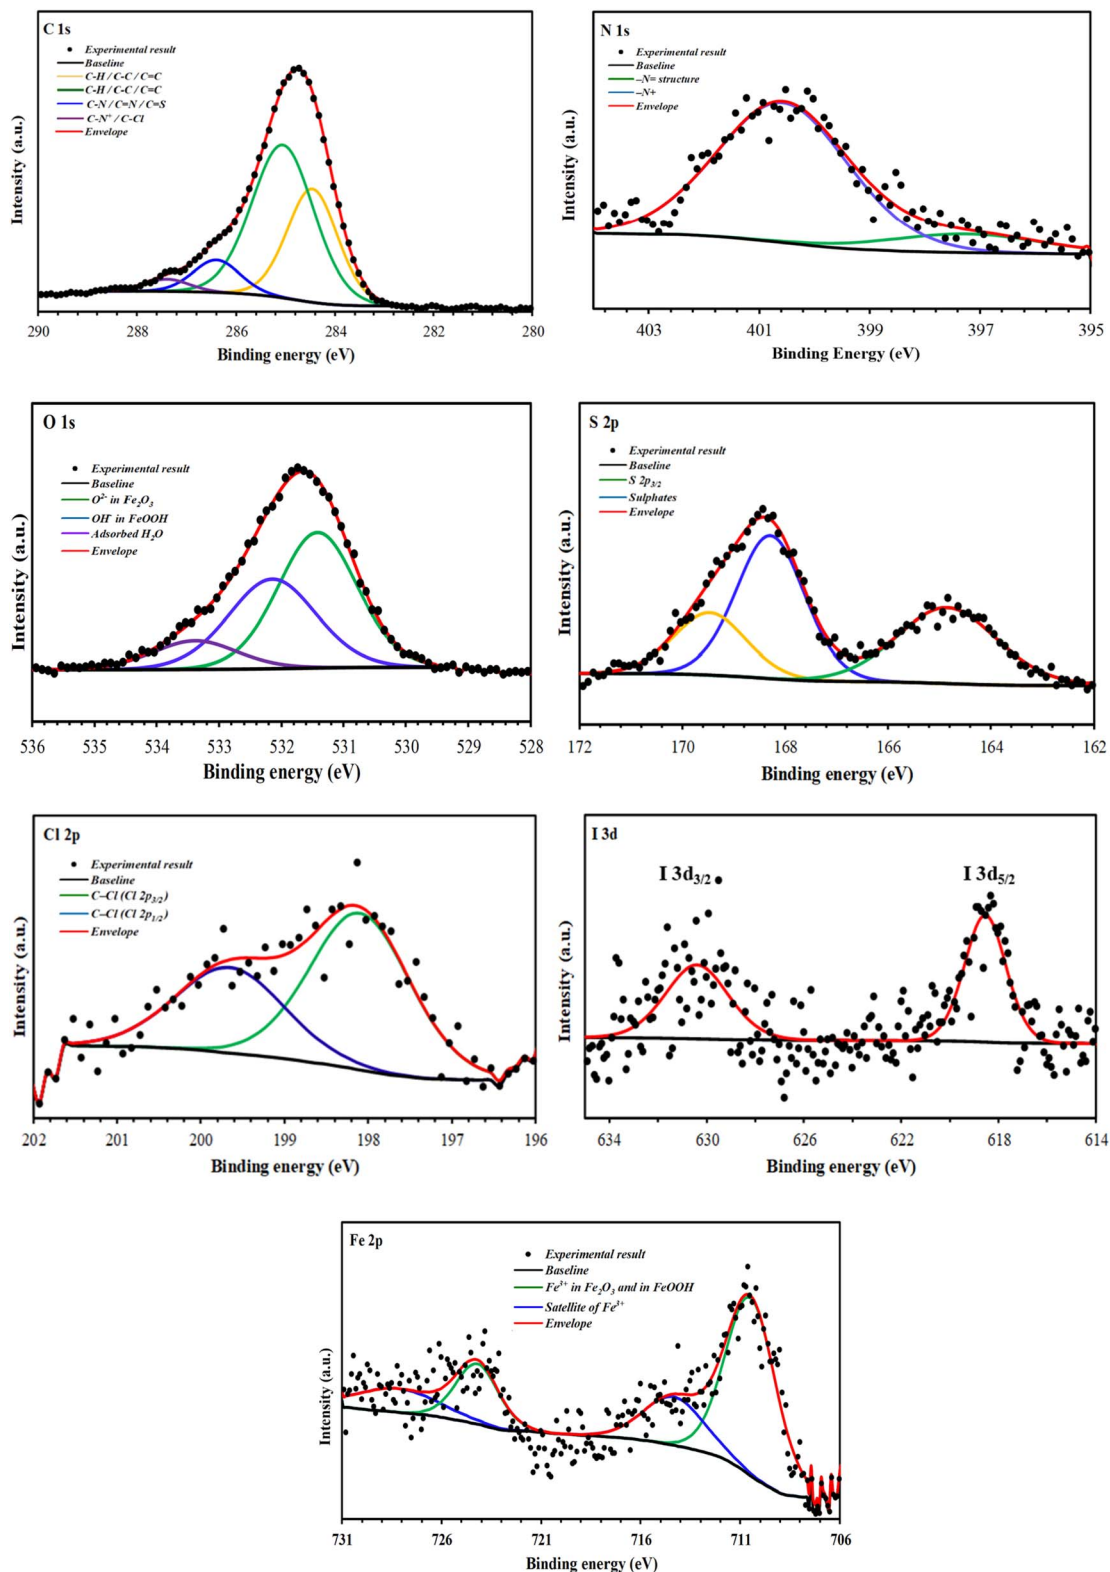 C 1s
Experimental result
Baseline
C-H / C-C / C=C
C-H / C-C / C=C
C-N / C=N / C=S
C-N⁺ / C-Cl
Envelope
Intensity (a.u.)
290 288 286 284 282 280
Binding energy (eV)
N 1s
Experimental result
Baseline
–N= structure
–N+
Envelope
Intensity (a.u.)
403 401 399 397 395
Binding Energy (eV)
O 1s
Experimental result
Baseline
O²⁻ in Fe₂O₃
OH⁻ in FeOOH
Adsorbed H₂O
Envelope
Intensity (a.u.)
536 535 534 533 532 531 530 529 528
Binding energy (eV)
S 2p
Experimental result
Baseline
S 2p₃/₂
Sulphates
Envelope
Intensity (a.u.)
172 170 168 166 164 162
Binding energy (eV)
Cl 2p
Experimental result
Baseline
C–Cl (Cl 2p₃/₂)
C–Cl (Cl 2p₁/₂)
Envelope
Intensity (a.u.)
202 201 200 199 198 197 196
Binding energy (eV)
I 3d
I 3d₃/₂
I 3d₅/₂
Intensity (a.u.)
634 630 626 622 618 614
Binding energy (eV)
Fe 2p
Experimental result
Baseline
Fe³⁺ in Fe₂O₃ and in FeOOH
Satellite of Fe³⁺
Envelope
Intensity (a.u.)
731 726 721 716 711 706
Binding energy (eV)